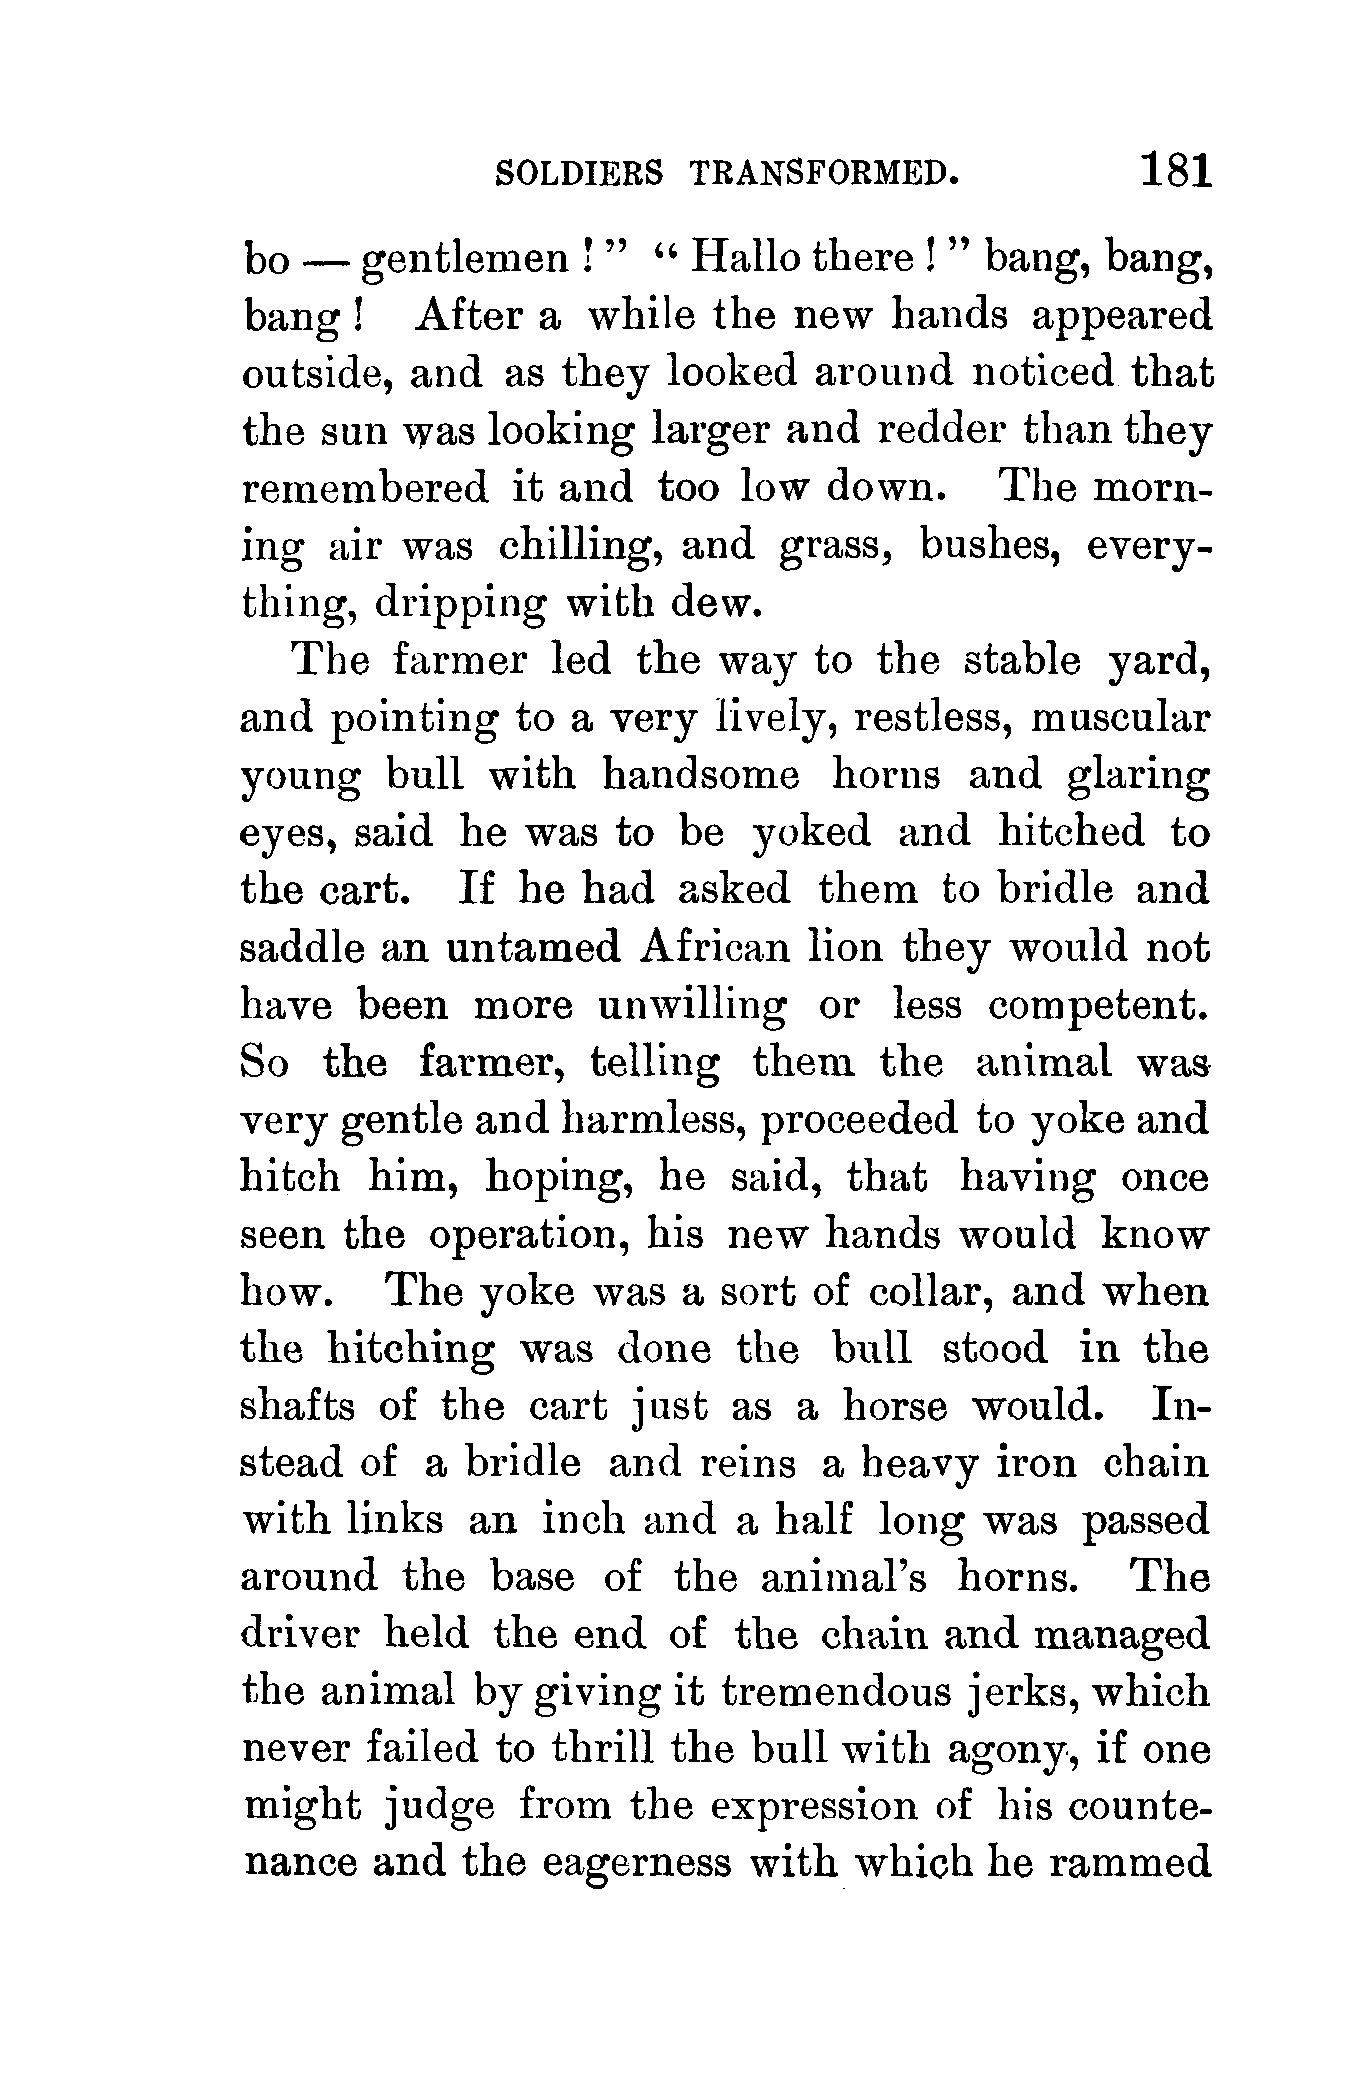 SOLDIERS TRANSFORMED. 181
bo — gentlemen ! ” “ Hallo there ! ” bang, bang,
bang ! After a while the new hands appeared
outside, and as they looked around noticed that
the sun was looking larger and redder than they
remembered it and too low down. The morn-
ing air was chilling, and grass, bushes, every-
thing, dripping with dew.
The farmer led the way to the stable yard,
and pointing to a very lively, restless, muscular
young bull with handsome horns and glaring
eyes, said he was to be yoked and hitched to
the cart. If he had asked them to bridle and
saddle an untamed African lion they would not
have been more unwilling or less competent.
So the farmer, telling them the animal was
very gentle and harmless, proceeded to yoke and
hitch him, hoping, he said, that having once
seen the operation, his new hands would know
how. The yoke was a sort of collar, and when
the hitching was done the bull stood in the
shafts of the cart just as a horse would. In-
stead of a bridle and reins a heavy iron chain
with links an inch and a half long was passed
around the base of the animal’s horns. The
driver held the end of the chain and managed
the animal by giving it tremendous jerks, which
never failed to thrill the bull with agony, if one
might judge from the expression of his counte-
nance and the eagerness with which he rammed